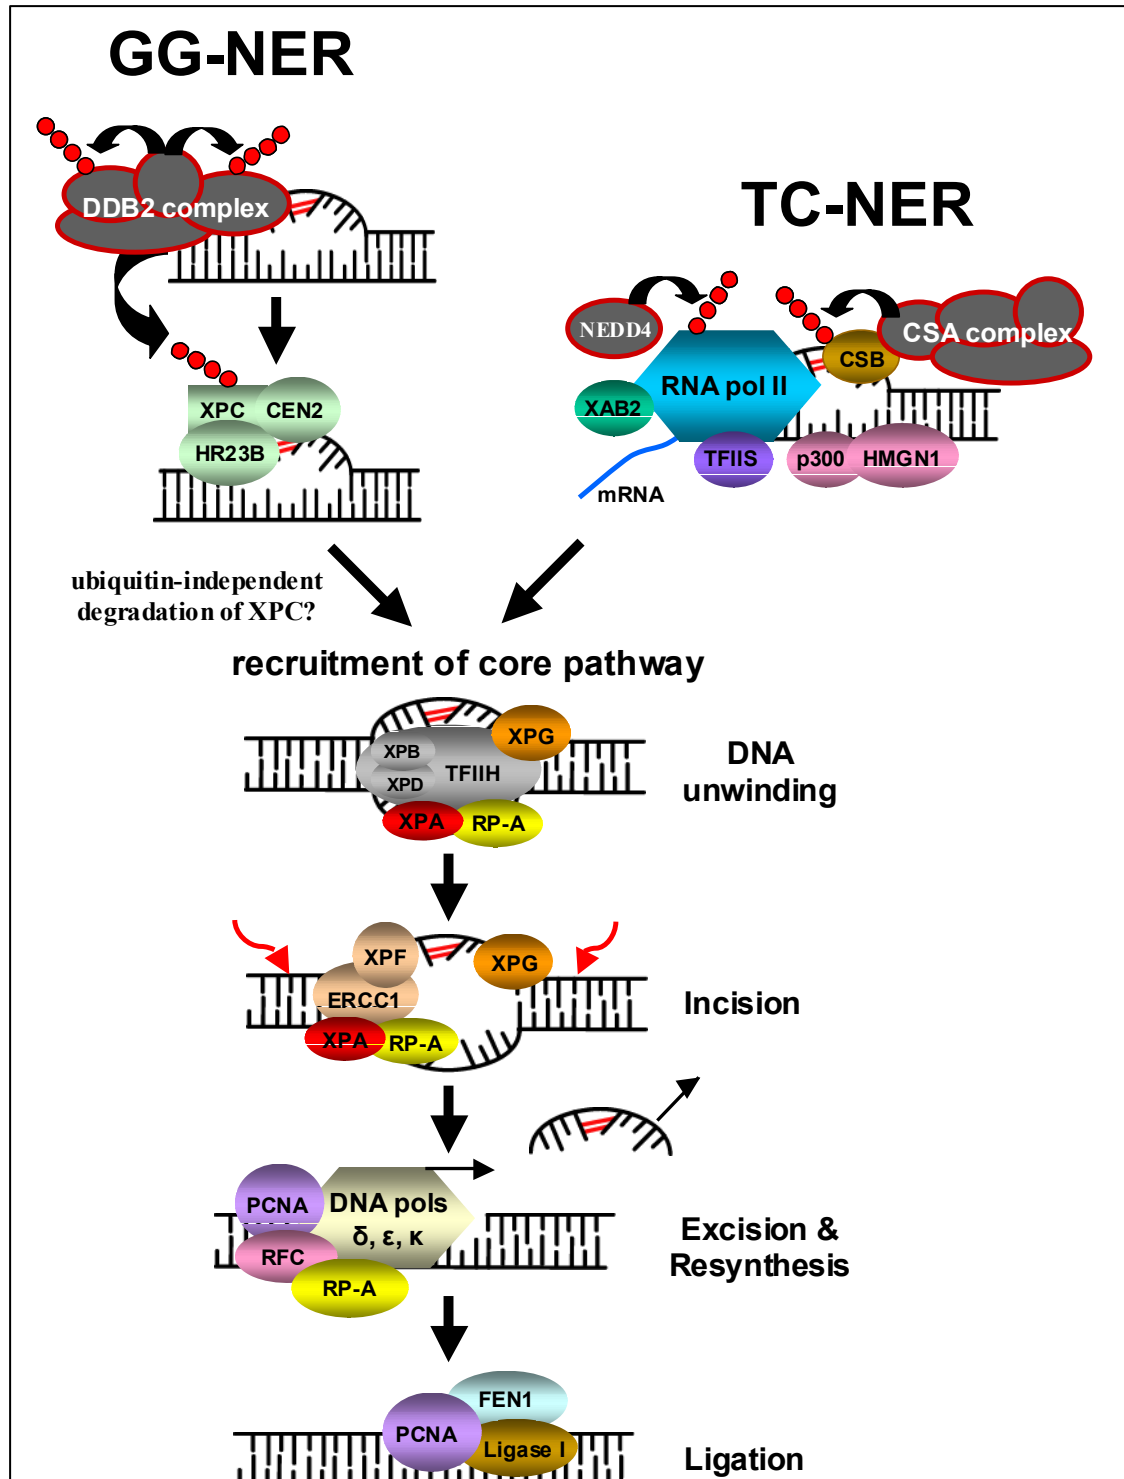 GG-NER
DDB2 complex
TC-NER
NEDD4
CSA complex
CSB
RNA pol II
XAB2
XPC
CEN2
HR23B
TFIIS
p300
HMGN1
mRNA
ubiquitin-independent
degradation of XPC?
recruitment of core pathway
XPG
XPB
TFIIH
XPD
XPA
RP-A
DNA
unwinding
XPF
XPG
ERCC1
XPA
RP-A
Incision
PCNA
DNA pols
δ, ε, κ
RFC
RP-A
Excision &
Resynthesis
FEN1
PCNA
Ligase I
Ligation